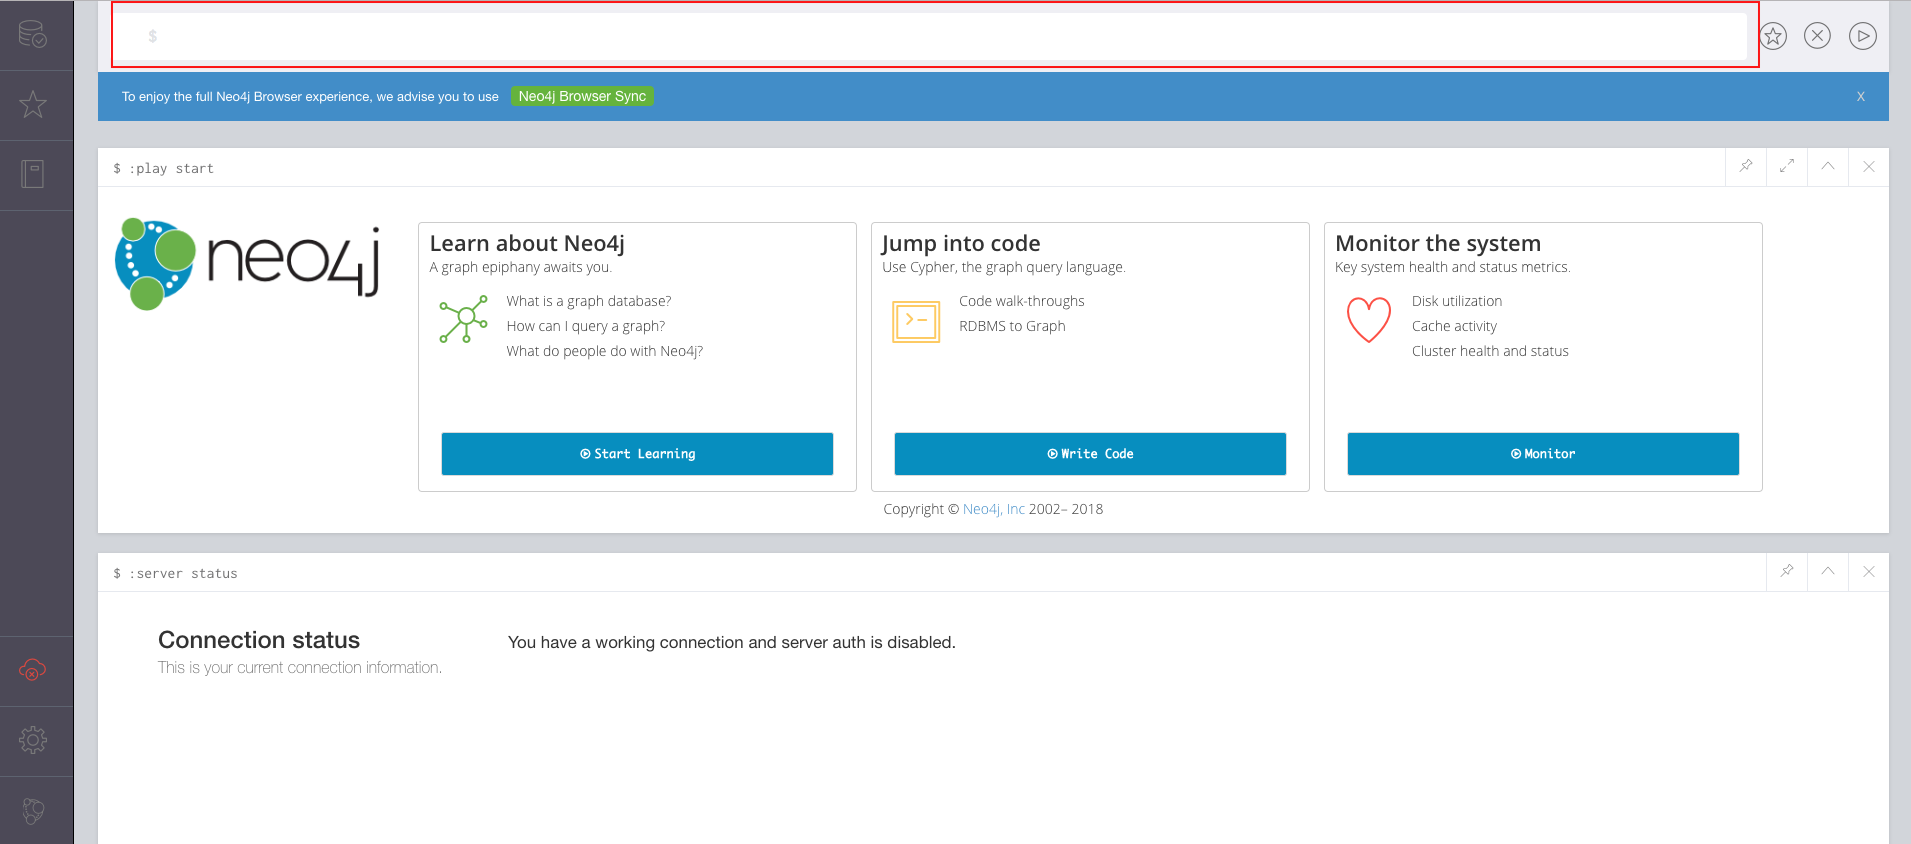 $
To enjoy the full Neo4j Browser experience, we advise you to use Neo4j Browser Sync X
$ :play start
neo4j
Learn about Neo4j
A graph epiphany awaits you.
What is a graph database?
How can I query a graph?
What do people do with Neo4j?
Start Learning
Jump into code
Use Cypher, the graph query language.
Code walk-throughs
RDBMS to Graph
Write Code
Monitor the system
Key system health and status metrics.
Disk utilization
Cache activity
Cluster health and status
Monitor
Copyright © Neo4j, Inc 2002– 2018
$ :server status
Connection status
This is your current connection information.
You have a working connection and server auth is disabled.